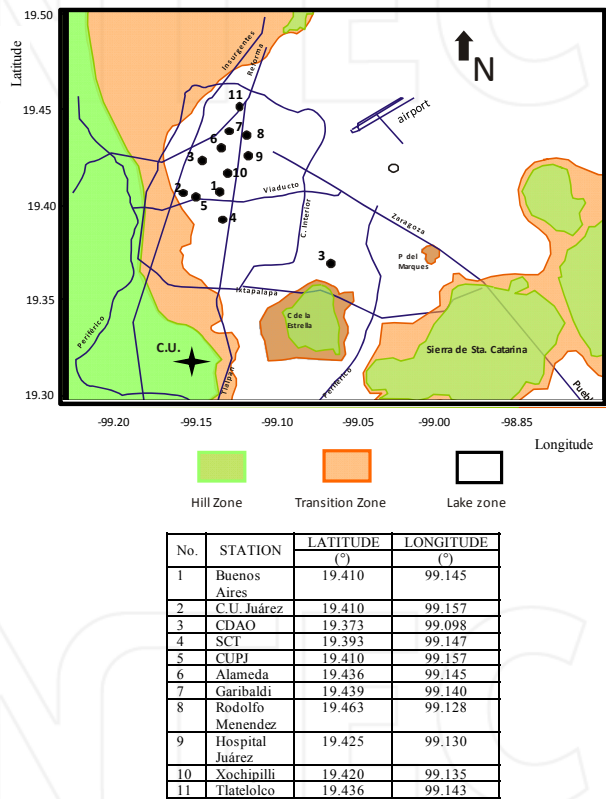 19.50
Latitude
19.45
19.40
19.35
19.30
Insurgentes
Reforma
N
airport
11
7
8
6
9
3
10
2
1
5
4
Viaducto
C. Interior
Zaragoza
3
P. del
Marques
Ixtapalapa
C de la
Estrella
Periférico
C.U.
Tlalpan
Periférico
Sierra de Sta. Catarina
Puebl
-99.20
-99.15
-99.10
-99.05
-99.00
-98.85
Longitude
Hill Zone
Transition Zone
Lake zone
No. STATION LATITUDE LONGITUDE
(°) (°)
1 Buenos 19.410 99.145
Aires
2 C.U. Juárez 19.410 99.157
3 CDAO 19.373 99.098
4 SCT 19.393 99.147
5 CUPJ 19.410 99.157
6 Alameda 19.436 99.145
7 Garibaldi 19.439 99.140
8 Rodolfo 19.463 99.128
Menendez
9 Hospital 19.425 99.130
Juárez
10 Xochipilli 19.420 99.135
11 Tlatelolco 19.436 99.143